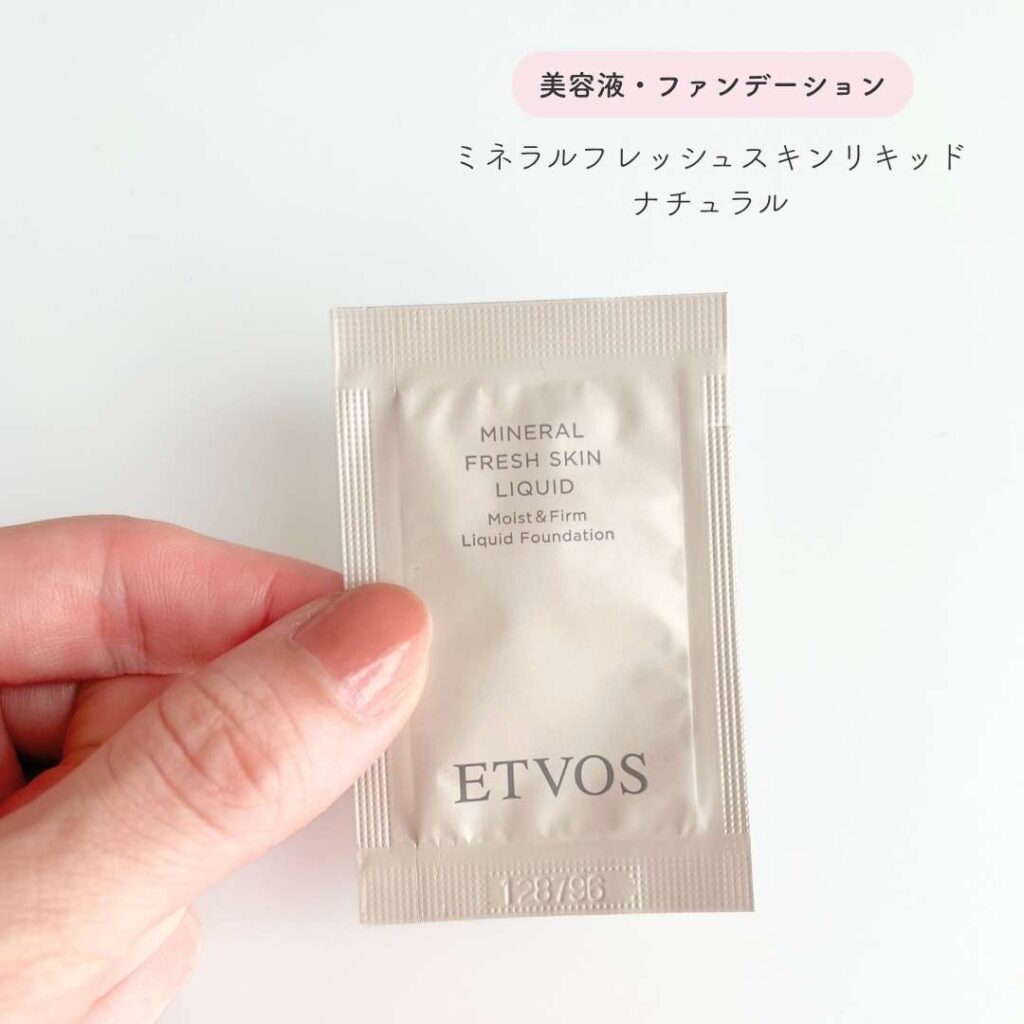 美容液・ファンデーション
ミネラルフレッシュスキンリキッド
ナチュラル
MINERAL
FRESH SKIN
LIQUID
Moist&Firm
Liquid Foundation
ETVOS
128796